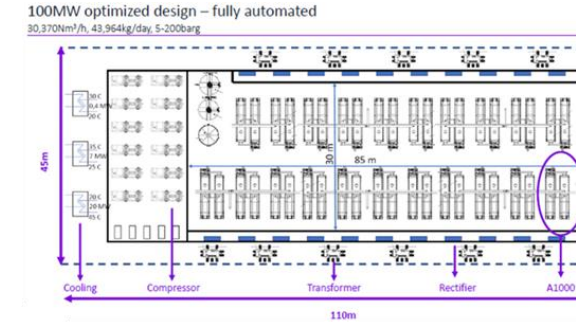 100MW optimized design – fully automated
30,370Nm³/h, 43,964kg/day, 5-200barg
45m
30 C
0,4 MW
20 C
35 C
7 MW
25 C
20 MW
45 C
30 m
85 m
Cooling
Compressor
Transformer
Rectifier
A1000
110m